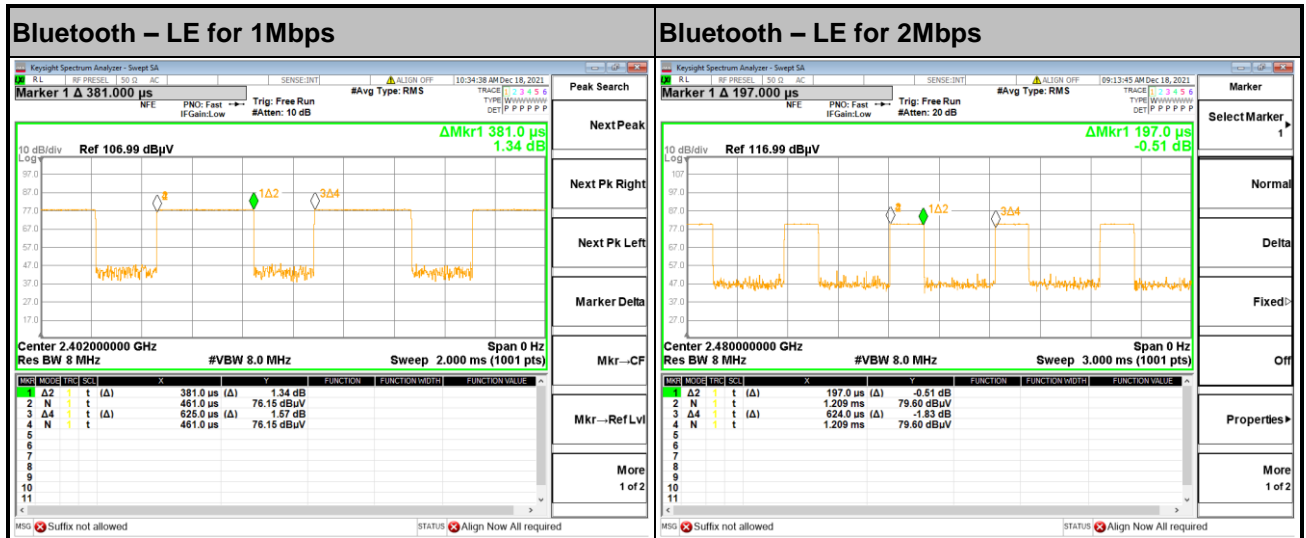 Bluetooth – LE for 1Mbps
Keysight Spectrum Analyzer - Swept SA
RL RF PRESEL 50 Ω AC SENSE:INT ALIGN OFF 10:34:38 AM Dec 18, 2021
Marker 1 Δ 381.000 µs
NFE PNO: Fast Trig: Free Run #Avg Type: RMS TRACE 1 2 3 4 5 6
IFGain:Low #Atten: 10 dB TYPE WWWWWW
DET P P P P P P
ΔMkr1 381.0 µs
1.34 dB
10 dB/div Ref 106.99 dBµV
Log
97.0
87.0
77.0
67.0
57.0
47.0
37.0
27.0
17.0
1Δ2
3Δ4
Center 2.402000000 GHz Span 0 Hz
Res BW 8 MHz #VBW 8.0 MHz Sweep 2.000 ms (1001 pts)
MKR MODE TRC SCL X Y FUNCTION FUNCTION WIDTH FUNCTION VALUE
1 Δ2 1 t (Δ) 381.0 µs (Δ) 1.34 dB
2 N 1 t 461.0 µs 76.15 dBµV
3 Δ4 1 t (Δ) 625.0 µs (Δ) 1.57 dB
4 N 1 t 461.0 µs 76.15 dBµV
5
6
7
8
9
10
11
MSG Suffix not allowed STATUS Align Now All required
Peak Search
Next Peak
Next Pk Right
Next Pk Left
Marker Delta
Mkr→CF
Mkr→Ref Lvl
More
1 of 2
Bluetooth – LE for 2Mbps
Keysight Spectrum Analyzer - Swept SA
RL RF PRESEL 50 Ω AC SENSE:INT ALIGN OFF 09:13:45 AM Dec 18, 2021
Marker 1 Δ 197.000 µs
NFE PNO: Fast Trig: Free Run #Avg Type: RMS TRACE 1 2 3 4 5 6
IFGain:Low #Atten: 20 dB TYPE WWWWWW
DET P P P P P P
ΔMkr1 197.0 µs
-0.51 dB
10 dB/div Ref 116.99 dBµV
Log
107
97.0
87.0
77.0
67.0
57.0
47.0
37.0
27.0
1Δ2
3Δ4
Center 2.480000000 GHz Span 0 Hz
Res BW 8 MHz #VBW 8.0 MHz Sweep 3.000 ms (1001 pts)
MKR MODE TRC SCL X Y FUNCTION FUNCTION WIDTH FUNCTION VALUE
1 Δ2 1 t (Δ) 197.0 µs (Δ) -0.51 dB
2 N 1 t 1.209 ms 79.60 dBµV
3 Δ4 1 t (Δ) 624.0 µs (Δ) -1.83 dB
4 N 1 t 1.209 ms 79.60 dBµV
5
6
7
8
9
10
11
MSG Suffix not allowed STATUS Align Now All required
Marker
Select Marker
1
Normal
Delta
Fixed
Off
Properties
More
1 of 2